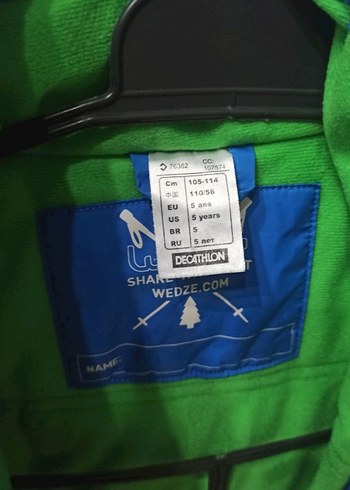 76362 CC:
Cm 105-114
中国 110/56
EU 5 ans
US 5 years
BR 5
RU 5 лет
DECATHLON
SHARE
WEDZE.COM
NAME: